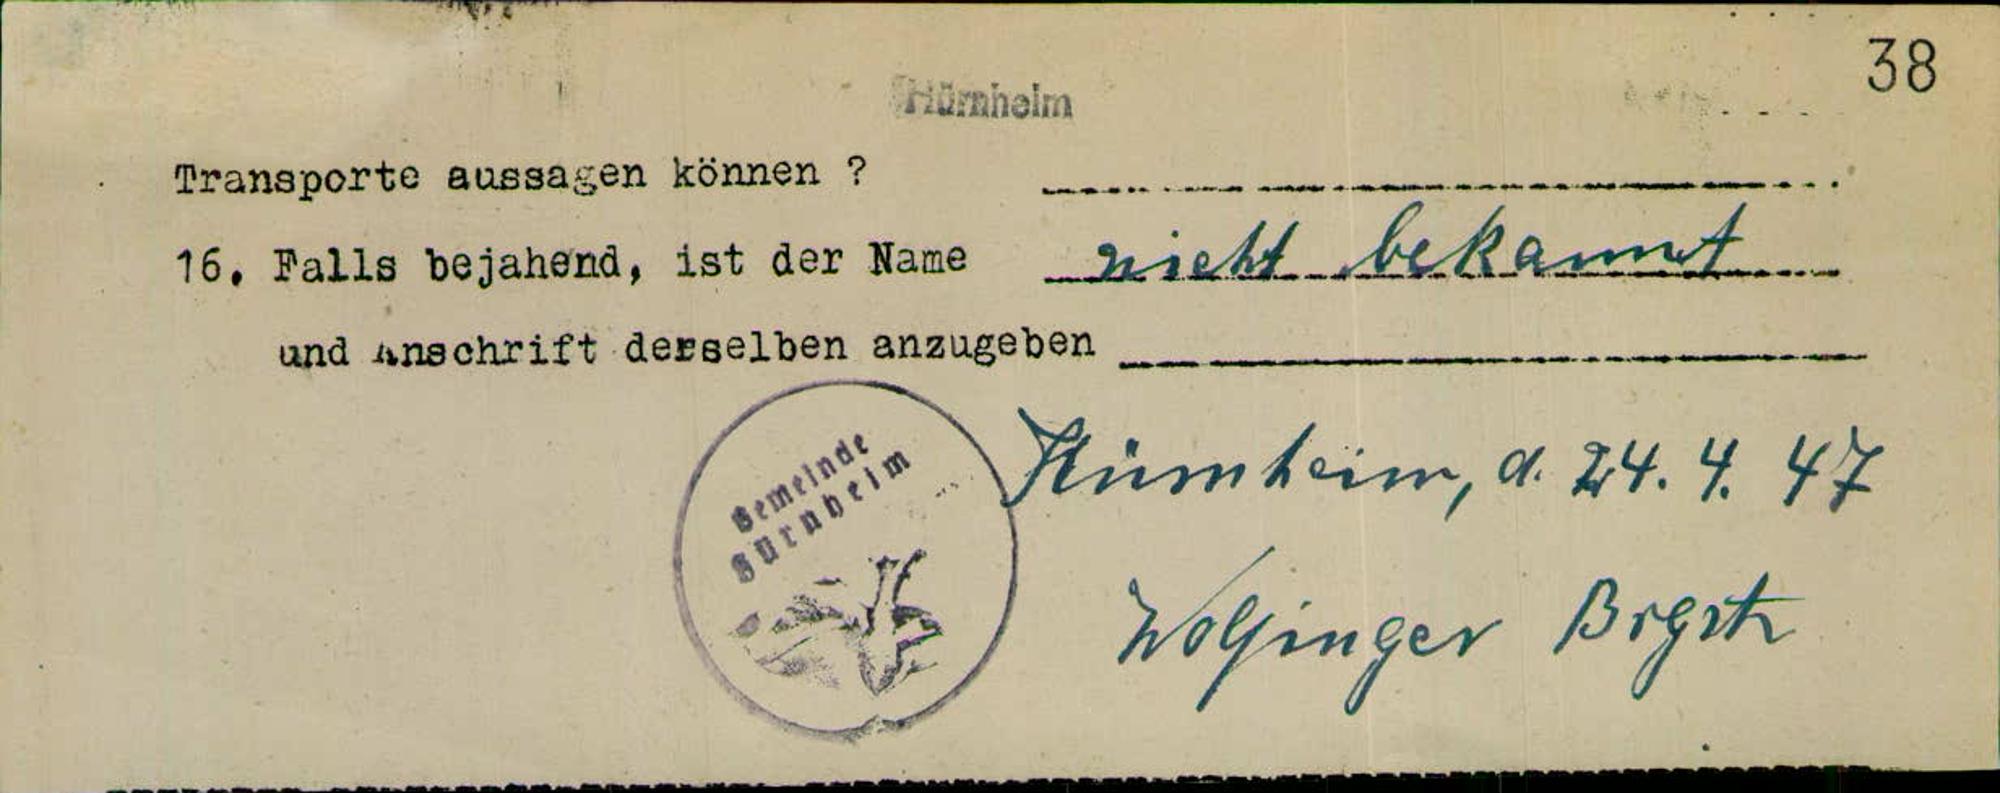 38
Hürnheim
Transporte aussagen können ?
16. Falls bejahend, ist der Name nicht bekannt
und Anschrift derselben anzugeben
Gemeinde
Hürnheim
Hürnheim, d. 24. 4. 47
Wolfinger Brgstr